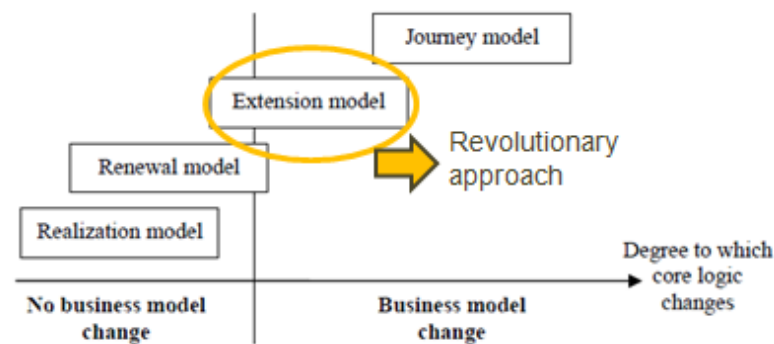 Journey model
Extension model
Revolutionary
approach
Renewal model
Realization model
Degree to which
core logic
changes
No business model
change
Business model
change